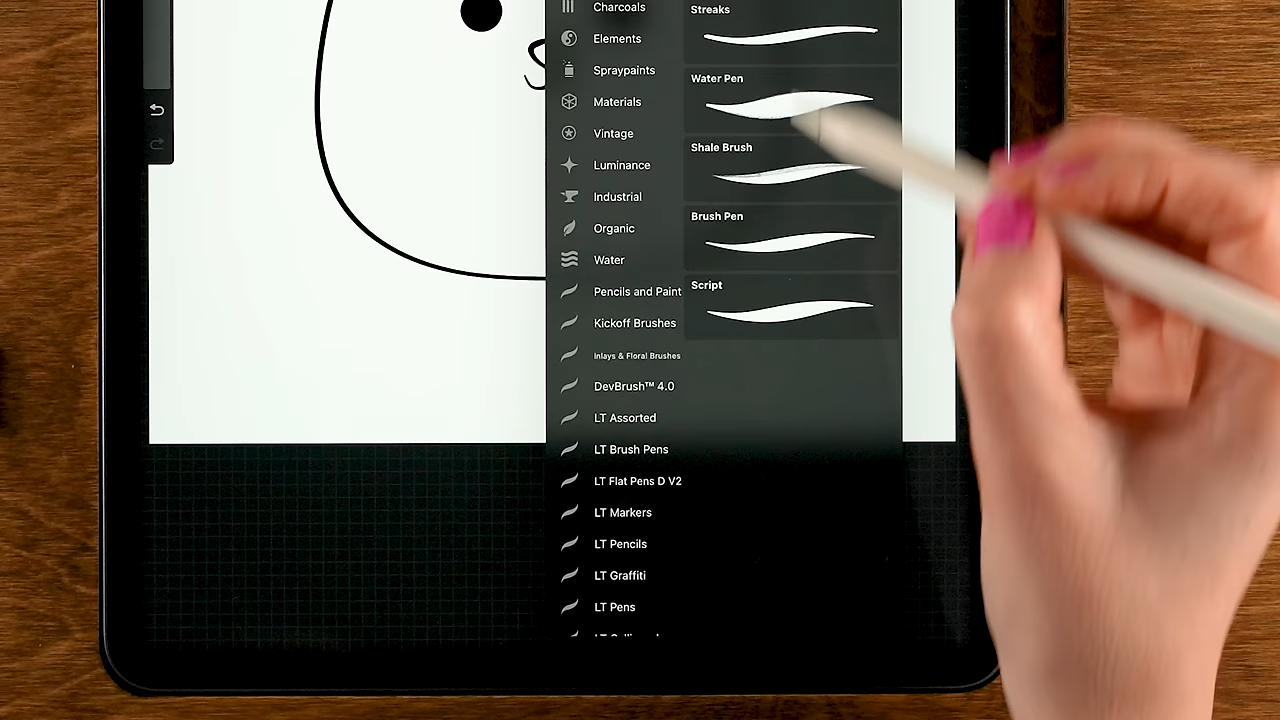 Charcoals
Elements
Spraypaints
Materials
Vintage
Luminance
Industrial
Organic
Water
Pencils and Paint
Kickoff Brushes
Inlays & Floral Brushes
DevBrush™ 4.0
LT Assorted
LT Brush Pens
LT Flat Pens D V2
LT Markers
LT Pencils
LT Graffiti
LT Pens
Streaks
Water Pen
Shale Brush
Brush Pen
Script